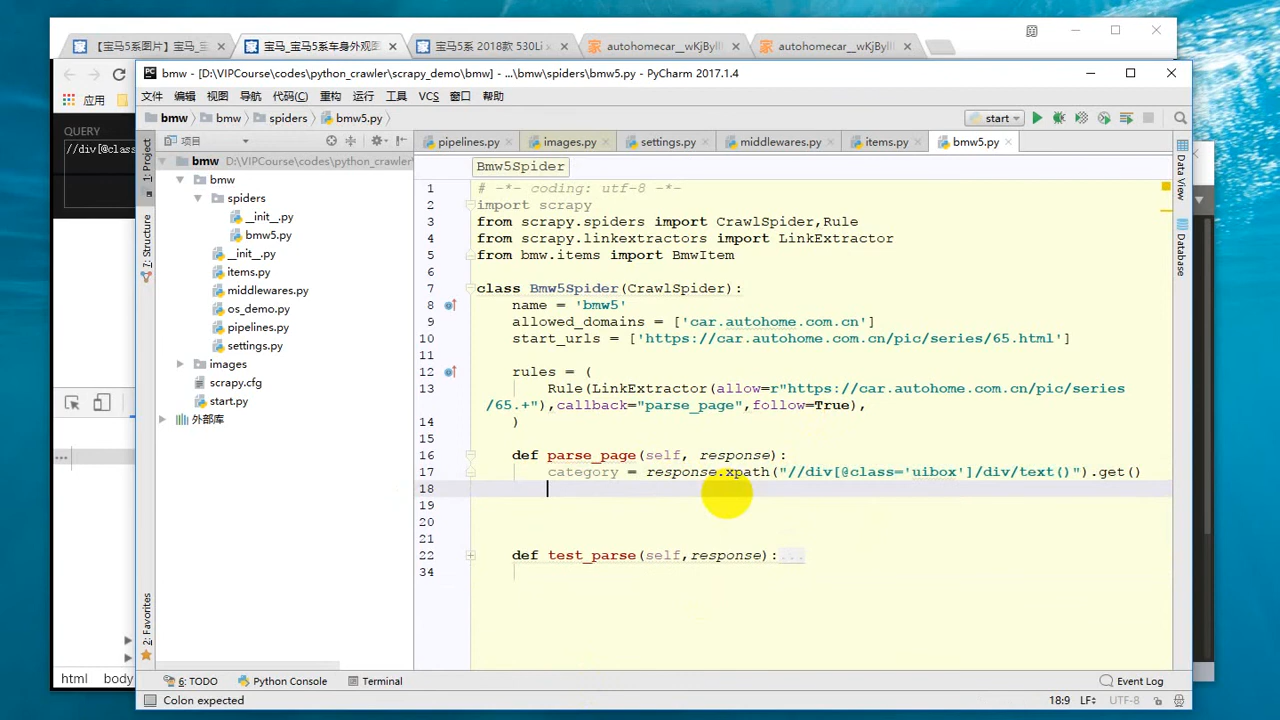 【宝马5系图片】宝马_宝
宝马_宝马5系车身外观图
宝马5系 2018款 530Li
autohomecar__wKjByll
autohomecar__wKjByll
bmw - [D:\VIPCourse\codes\python_crawler\scrapy_demo\bmw] - ...\bmw\spiders\bmw5.py - PyCharm 2017.1.4
应用
文件 编辑 视图 导航 代码(C) 重构 运行 工具 VCS 窗口 帮助
bmw bmw spiders bmw5.py
start
QUERY
//div[@clas
项目
pipelines.py images.py settings.py middlewares.py items.py bmw5.py
1: Project
7: Structure
2: Favorites
Data View
Database
bmw D:\VIPCourse\codes\python_crawler
bmw
spiders
__init__.py
bmw5.py
__init__.py
items.py
middlewares.py
os_demo.py
pipelines.py
settings.py
images
scrapy.cfg
start.py
外部库
Bmw5Spider
1 # -*- coding: utf-8 -*-
2 import scrapy
3 from scrapy.spiders import CrawlSpider,Rule
4 from scrapy.linkextractors import LinkExtractor
5 from bmw.items import BmwItem
6
7 class Bmw5Spider(CrawlSpider):
8 name = 'bmw5'
9 allowed_domains = ['car.autohome.com.cn']
10 start_urls = ['https://car.autohome.com.cn/pic/series/65.html']
11
12 rules = (
13 Rule(LinkExtractor(allow=r"https://car.autohome.com.cn/pic/series
/65.+"),callback="parse_page",follow=True),
14 )
15
16 def parse_page(self, response):
17 category = response.xpath("//div[@class='uibox']/div/text()").get()
18
19
20
21
22 def test_parse(self,response):...
34
html body
6: TODO Python Console Terminal Event Log
Colon expected 18:9 LF UTF-8